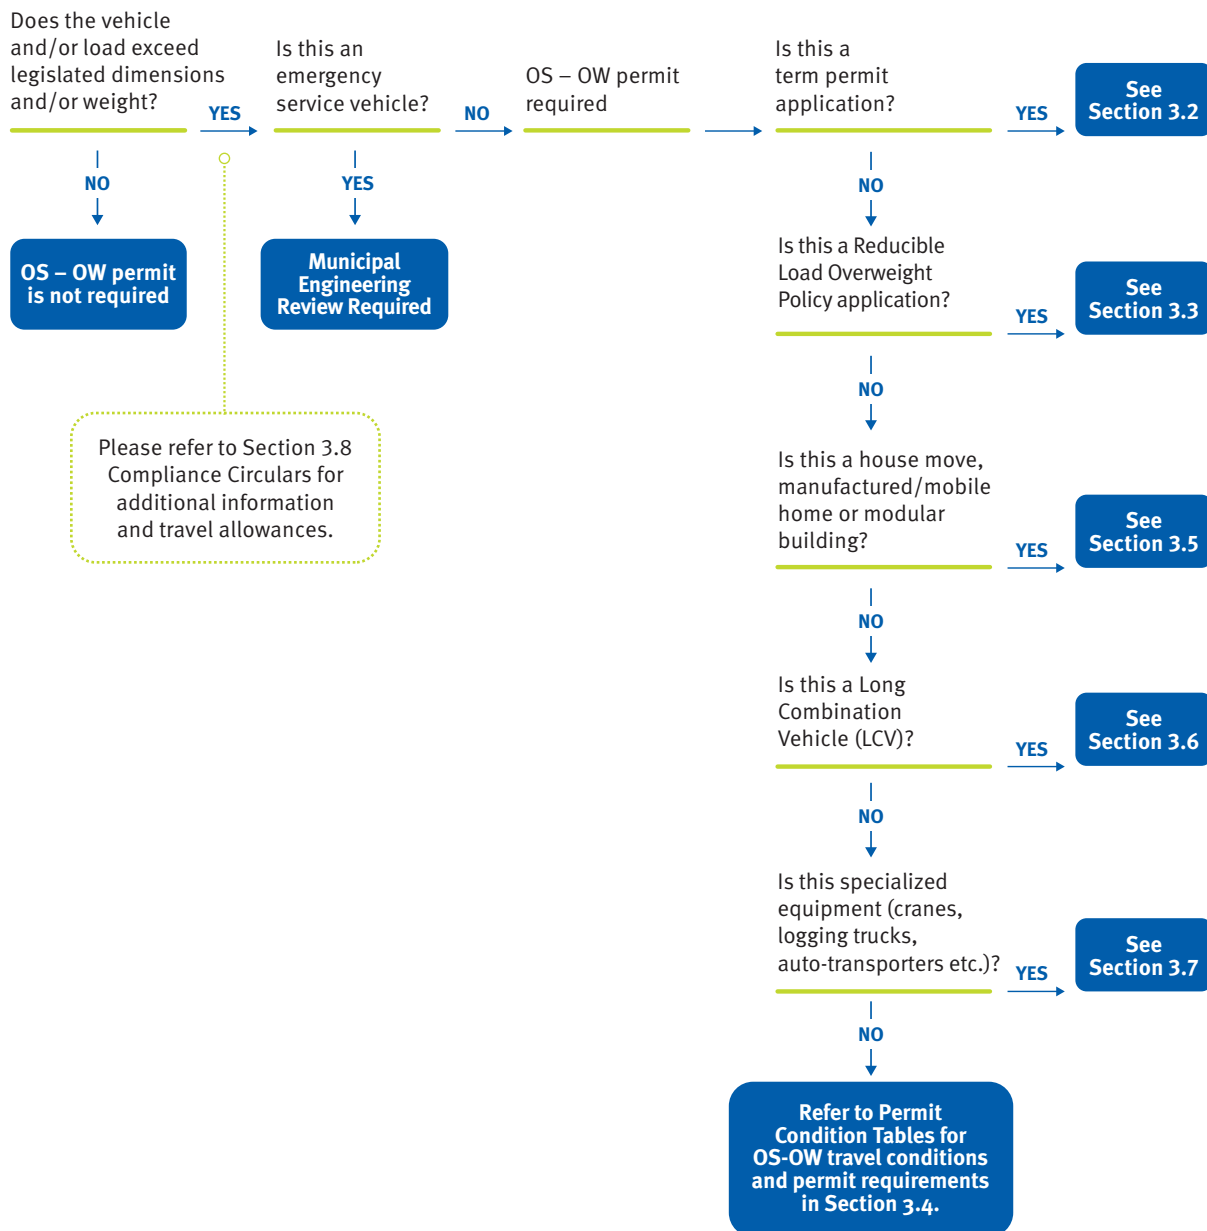 Does the vehicle
and/or load exceed
legislated dimensions
and/or weight?
YES
Is this an
emergency
service vehicle?
NO
OS – OW permit
required
Is this a
term permit
application?
YES
See
Section 3.2
NO
OS – OW permit
is not required
YES
Municipal
Engineering
Review Required
Please refer to Section 3.8
Compliance Circulars for
additional information
and travel allowances.
NO
Is this a Reducible
Load Overweight
Policy application?
YES
See
Section 3.3
NO
Is this a house move,
manufactured/mobile
home or modular
building?
YES
See
Section 3.5
NO
Is this a Long
Combination
Vehicle (LCV)?
YES
See
Section 3.6
NO
Is this specialized
equipment (cranes,
logging trucks,
auto-transporters etc.)?
YES
See
Section 3.7
NO
Refer to Permit
Condition Tables for
OS-OW travel conditions
and permit requirements
in Section 3.4.